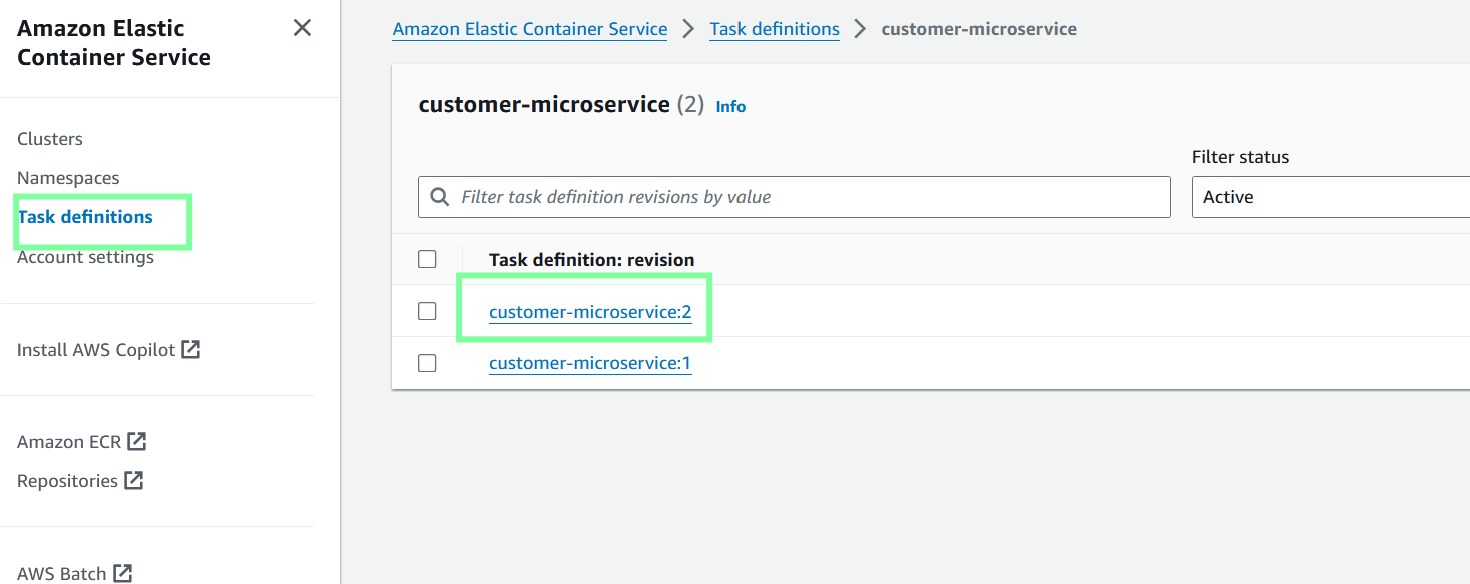 Amazon Elastic
Container Service
Clusters
Namespaces
Task definitions
Account settings
Install AWS Copilot
Amazon ECR
Repositories
AWS Batch
Amazon Elastic Container Service > Task definitions > customer-microservice
customer-microservice (2) Info
Filter status
Filter task definition revisions by value
Active
Task definition: revision
customer-microservice:2
customer-microservice:1